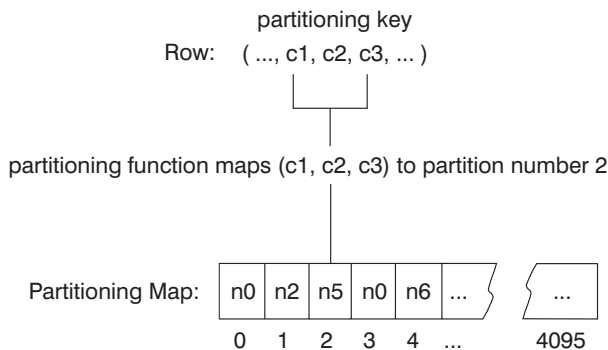 partitioning key
Row: ( ..., c1, c2, c3, ... )
partitioning function maps (c1, c2, c3) to partition number 2
Partitioning Map: n0 n2 n5 n0 n6 ... ...
0 1 2 3 4 ... 4095